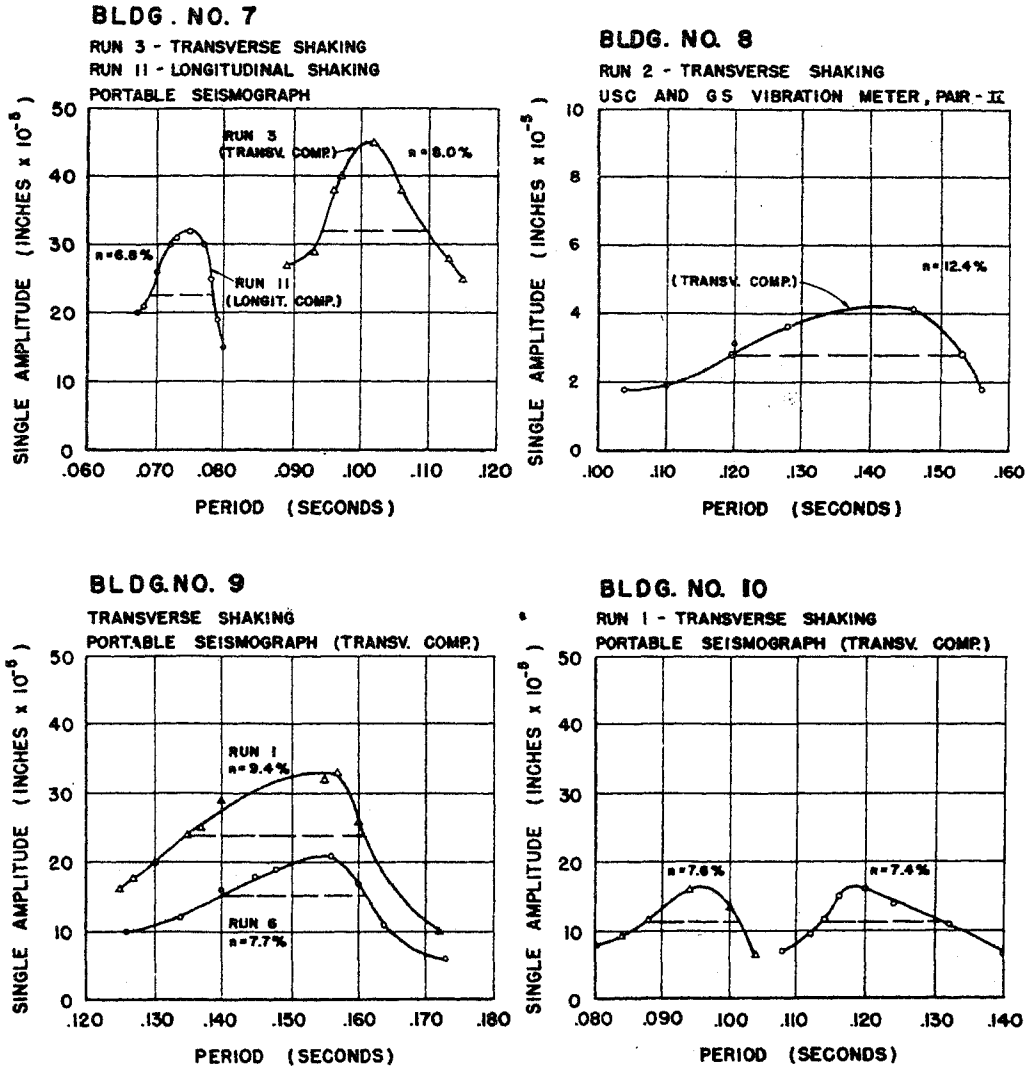 BLDG. NO. 7
RUN 3 - TRANSVERSE SHAKING
RUN 11 - LONGITUDINAL SHAKING
PORTABLE SEISMOGRAPH
SINGLE AMPLITUDE (INCHES x 10⁻⁵)
50
40
30
20
10
0
RUN 3
(TRANSV. COMP.)
n=8.0%
n=6.8%
RUN 11
(LONGIT. COMP.)
.060 .070 .080 .090 .100 .110 .120
PERIOD (SECONDS)
BLDG. NO. 8
RUN 2 - TRANSVERSE SHAKING
USC AND GS VIBRATION METER, PAIR-II
SINGLE AMPLITUDE (INCHES x 10⁻⁵)
10
8
6
4
2
0
n=12.4%
(TRANSV. COMP.)
.100 .110 .120 .130 .140 .150 .160
PERIOD (SECONDS)
BLDG. NO. 9
TRANSVERSE SHAKING
PORTABLE SEISMOGRAPH (TRANSV. COMP.)
SINGLE AMPLITUDE (INCHES x 10⁻⁵)
50
40
30
20
10
0
RUN 1
n=9.4%
RUN 6
n=7.7%
.120 .130 .140 .150 .160 .170 .180
PERIOD (SECONDS)
BLDG. NO. 10
RUN 1 - TRANSVERSE SHAKING
PORTABLE SEISMOGRAPH (TRANSV. COMP.)
SINGLE AMPLITUDE (INCHES x 10⁻⁵)
50
40
30
20
10
0
n=7.6%
n=7.4%
.080 .090 .100 .110 .120 .130 .140
PERIOD (SECONDS)